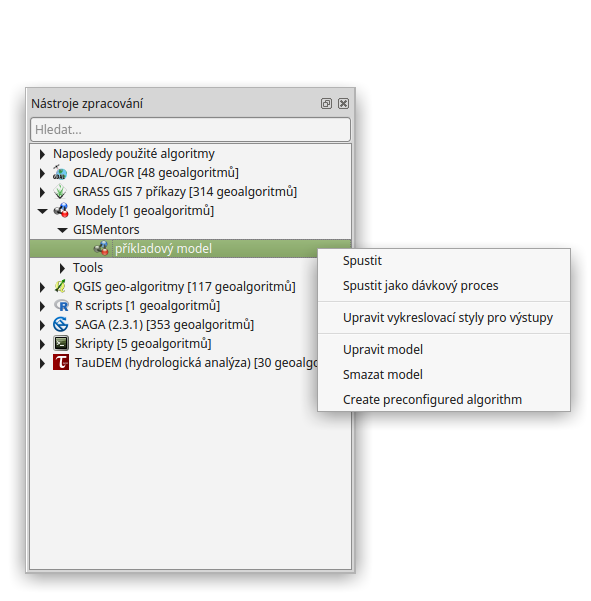 Nástroje zpracování
Hledat...
Naposledy použité algoritmy
GDAL/OGR [48 geoalgoritmů]
GRASS GIS 7 příkazy [314 geoalgoritmů]
Modely [1 geoalgoritmů]
GISMentors
příkladový model
Tools
QGIS geo-algoritmy [117 geoalgoritmů]
R scripts [1 geoalgoritmů]
SAGA (2.3.1) [353 geoalgoritmů]
Skripty [5 geoalgoritmů]
TauDEM (hydrologická analýza) [30 geoalgo
Spustit
Spustit jako dávkový proces
Upravit vykreslovací styly pro výstupy
Upravit model
Smazat model
Create preconfigured algorithm